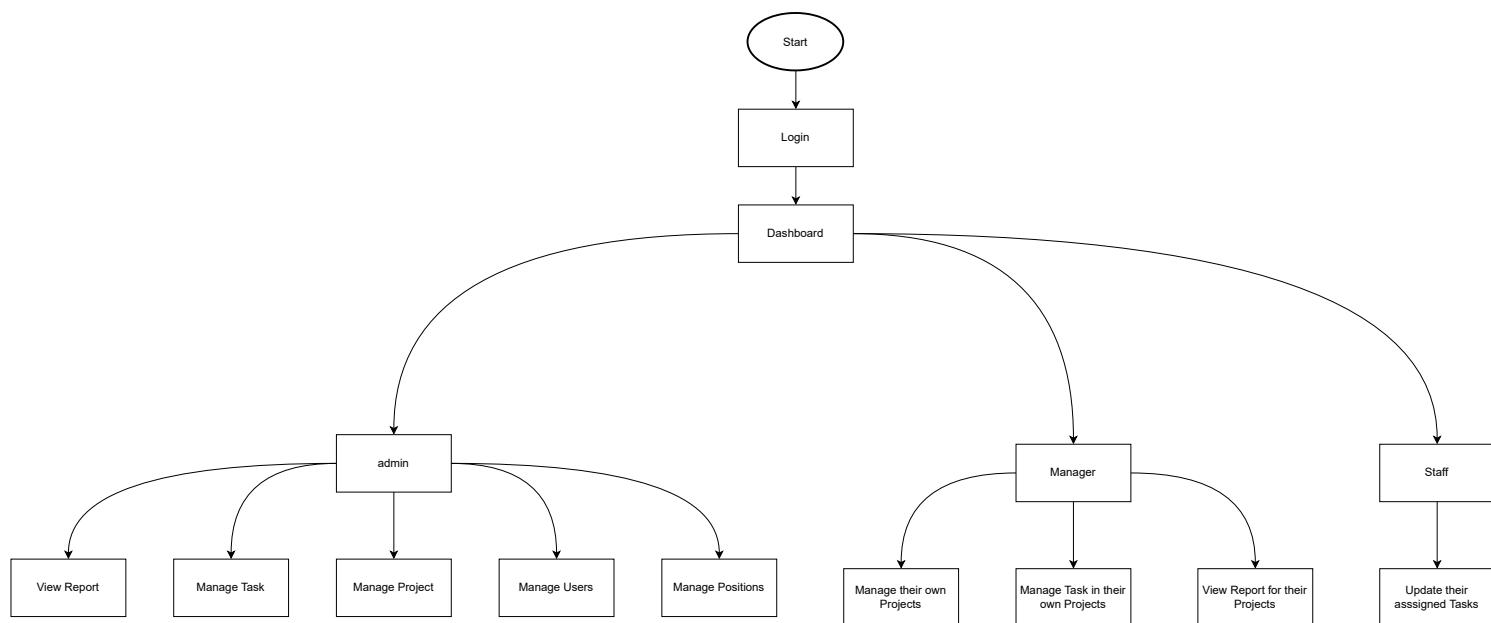 Start
Login
Dashboard
admin
Manager
Staff
View Report
Manage Task
Manage Project
Manage Users
Manage Positions
Manage their own
Projects
Manage Task in their
own Projects
View Report for their
Projects
Update their
asssigned Tasks